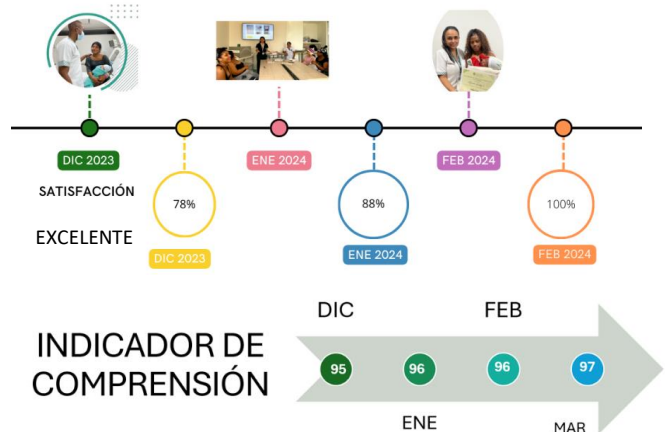 DIC 2023
ENE 2024
FEB 2024
SATISFACCIÓN
EXCELENTE
78%
88%
100%
DIC 2023
ENE 2024
FEB 2024
INDICADOR DE
COMPRENSIÓN
DIC
FEB
95
96
96
97
ENE
MAR